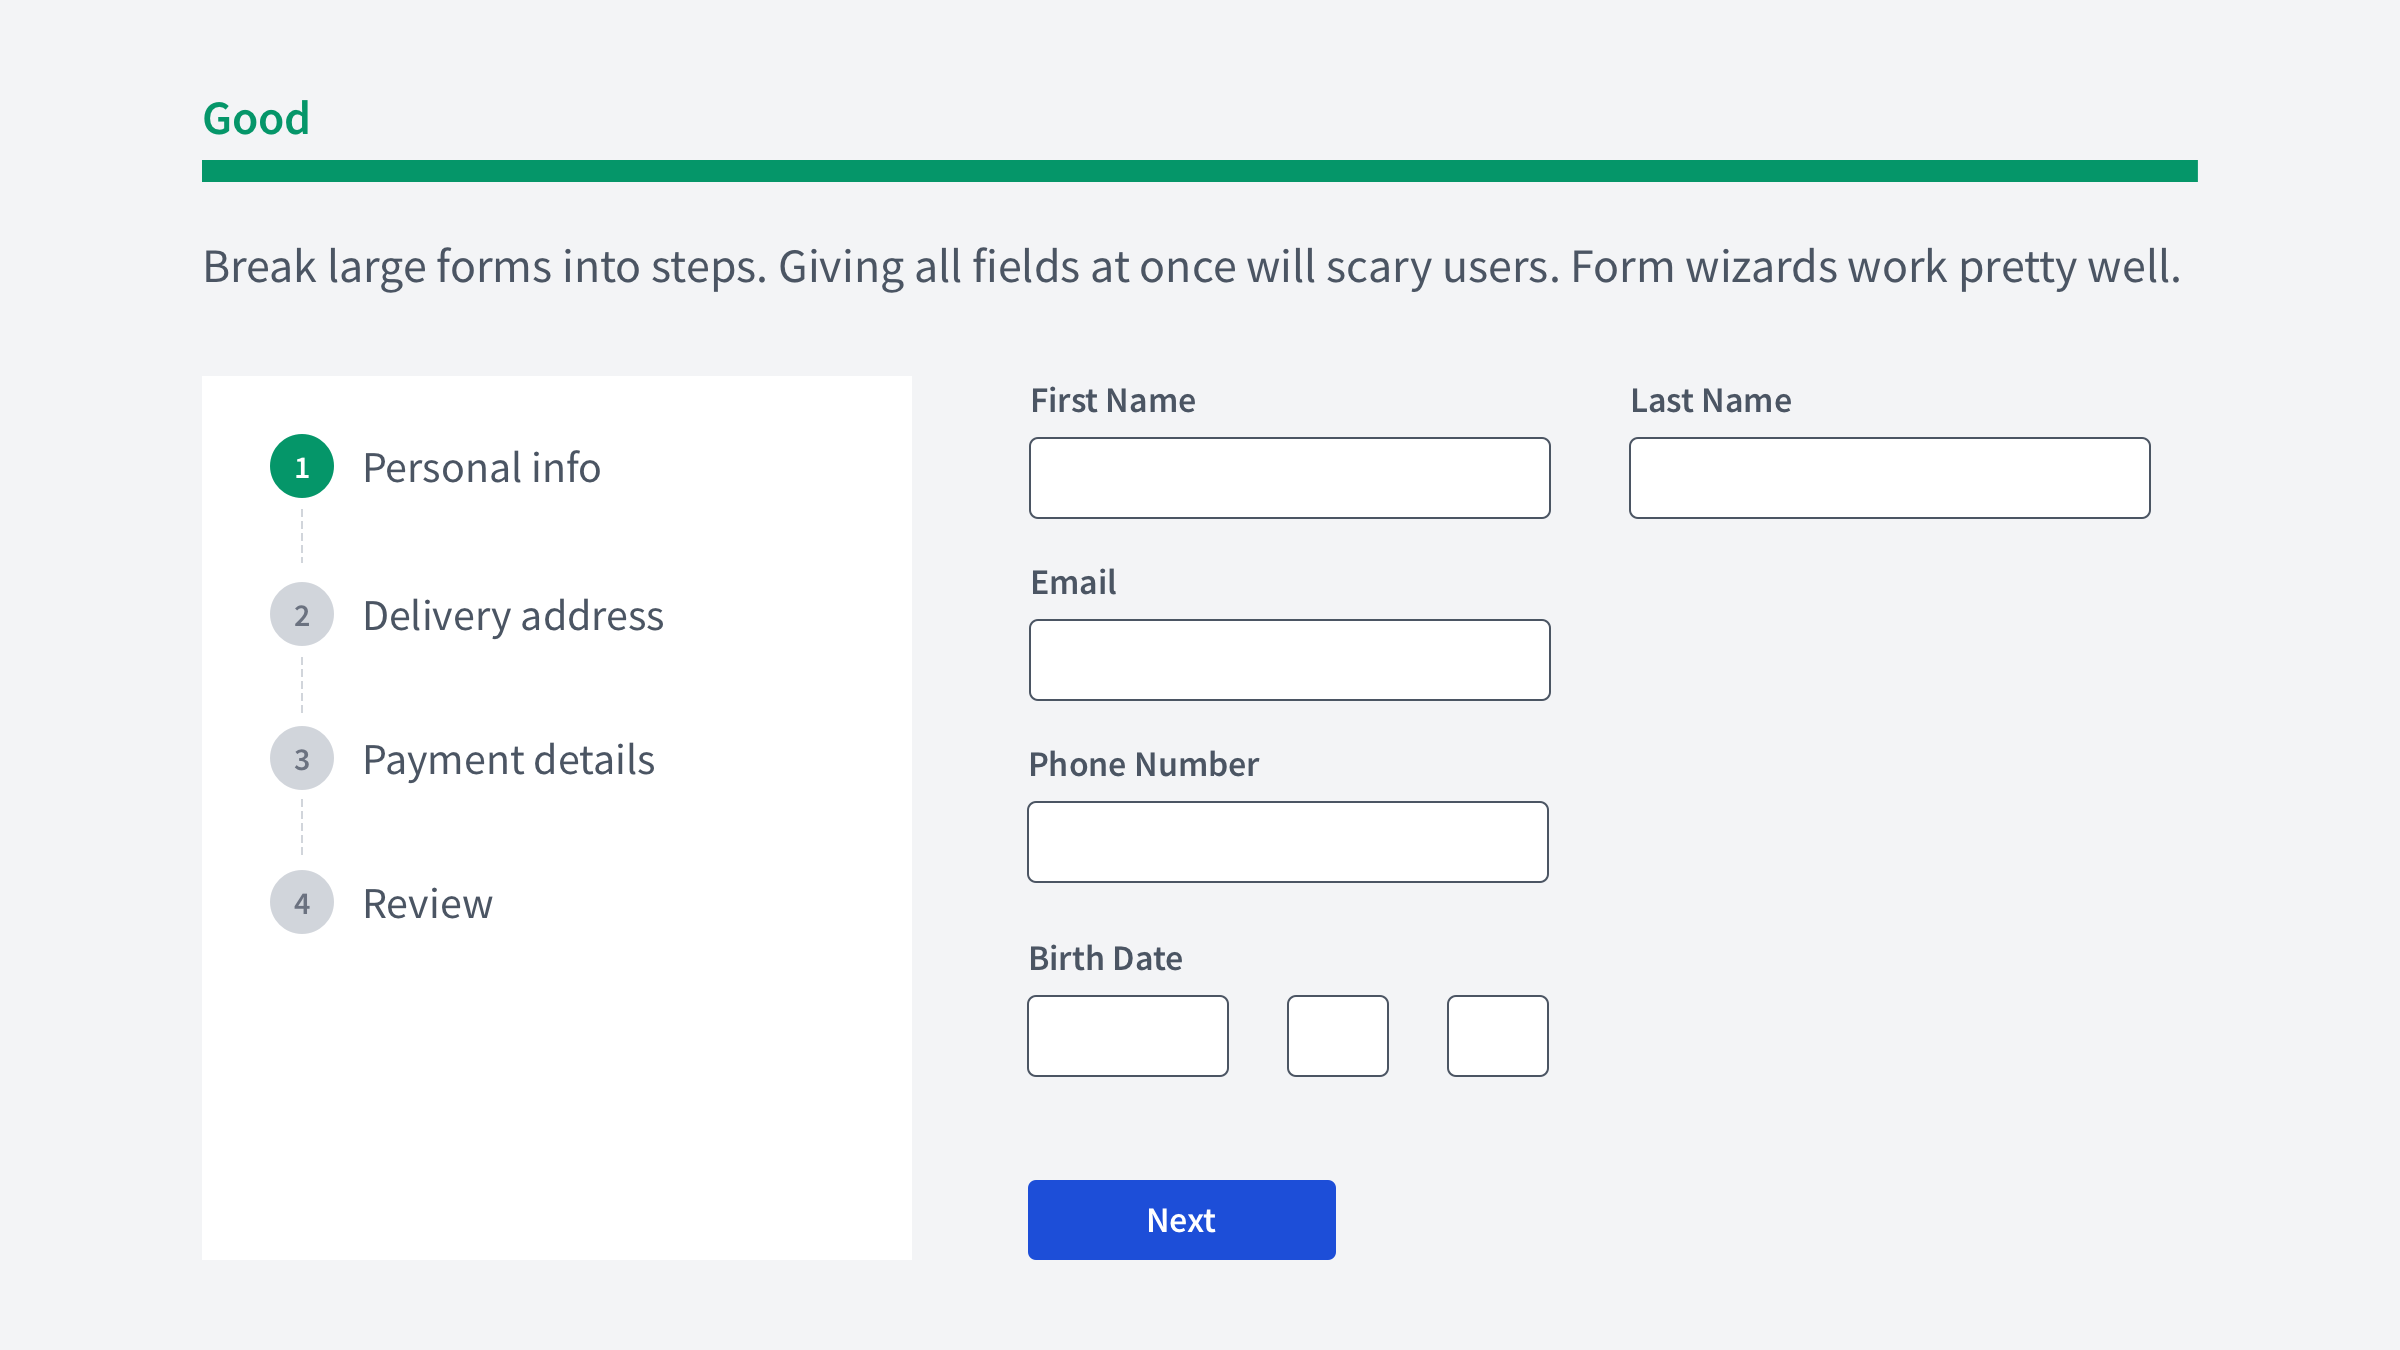 Good
Break large forms into steps. Giving all fields at once will scary users. Form wizards work pretty well.
1 Personal info
2 Delivery address
3 Payment details
4 Review
First Name
Last Name
Email
Phone Number
Birth Date
Next